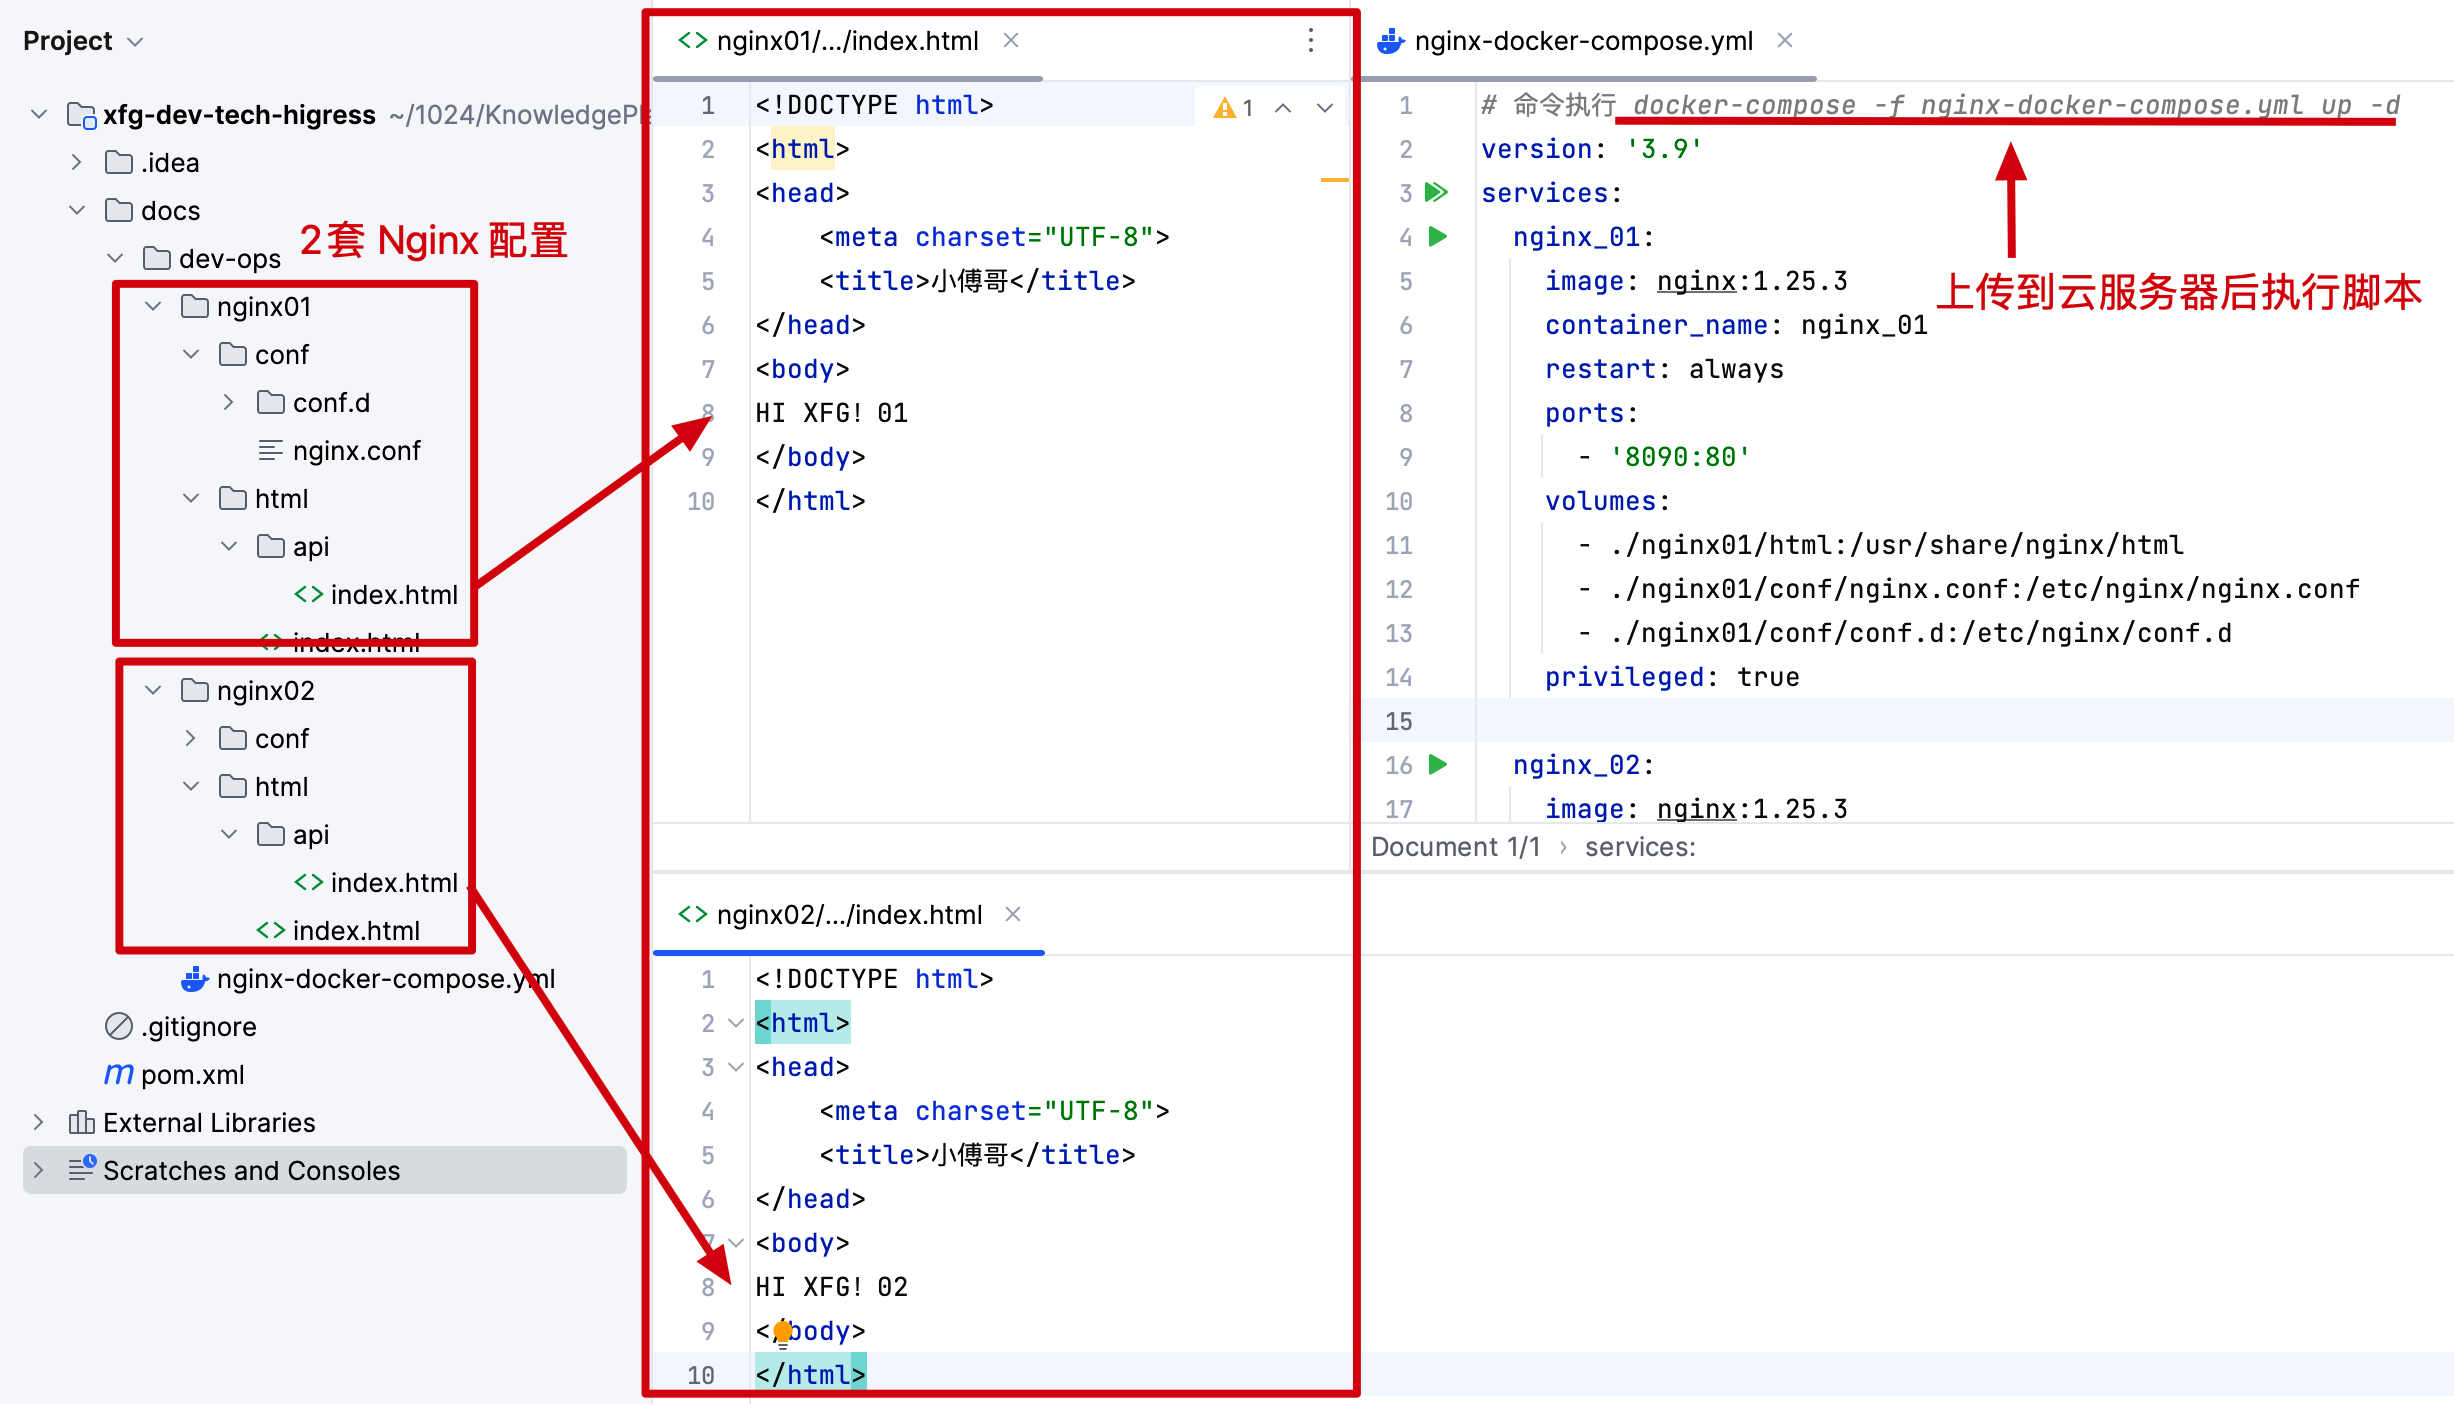 Project
xfg-dev-tech-higress ~/1024/KnowledgePl
.idea
docs
2套 Nginx 配置
dev-ops
nginx01
conf
conf.d
nginx.conf
html
api
index.html
index.html
nginx02
conf
html
api
index.html
index.html
nginx-docker-compose.yml
.gitignore
pom.xml
External Libraries
Scratches and Consoles
nginx01/.../index.html
1 <!DOCTYPE html>
1
2 <html>
3 <head>
4 <meta charset="UTF-8">
5 <title>小傅哥</title>
6 </head>
7 <body>
8 HI XFG! 01
9 </body>
10 </html>
nginx-docker-compose.yml
1 # 命令执行 docker-compose -f nginx-docker-compose.yml up -d
2 version: '3.9'
3 services:
4 nginx_01:
5 image: nginx:1.25.3
上传到云服务器后执行脚本
6 container_name: nginx_01
7 restart: always
8 ports:
9 - '8090:80'
10 volumes:
11 - ./nginx01/html:/usr/share/nginx/html
12 - ./nginx01/conf/nginx.conf:/etc/nginx/nginx.conf
13 - ./nginx01/conf/conf.d:/etc/nginx/conf.d
14 privileged: true
15
16 nginx_02:
17 image: nginx:1.25.3
Document 1/1 › services:
nginx02/.../index.html
1 <!DOCTYPE html>
2 <html>
3 <head>
4 <meta charset="UTF-8">
5 <title>小傅哥</title>
6 </head>
7 <body>
8 HI XFG! 02
9 </body>
10 </html>